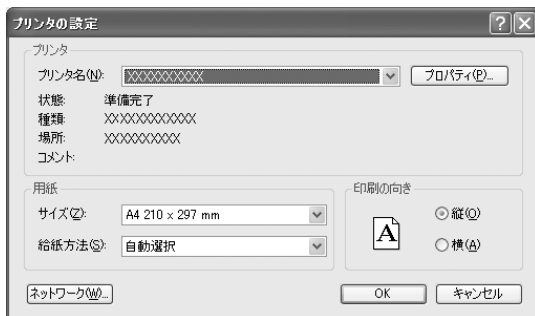 プリンタの設定
プリンタ
プリンタ名(N): XXXXXXXXXX プロパティ(P)...
状態: 準備完了
種類: XXXXXXXXXXXX
場所: XXXXXXXXXX
コメント:
用紙
サイズ(Z): A4 210 x 297 mm
給紙方法(S): 自動選択
印刷の向き
A
縦(O)
横(A)
ネットワーク(W)... OK キャンセル